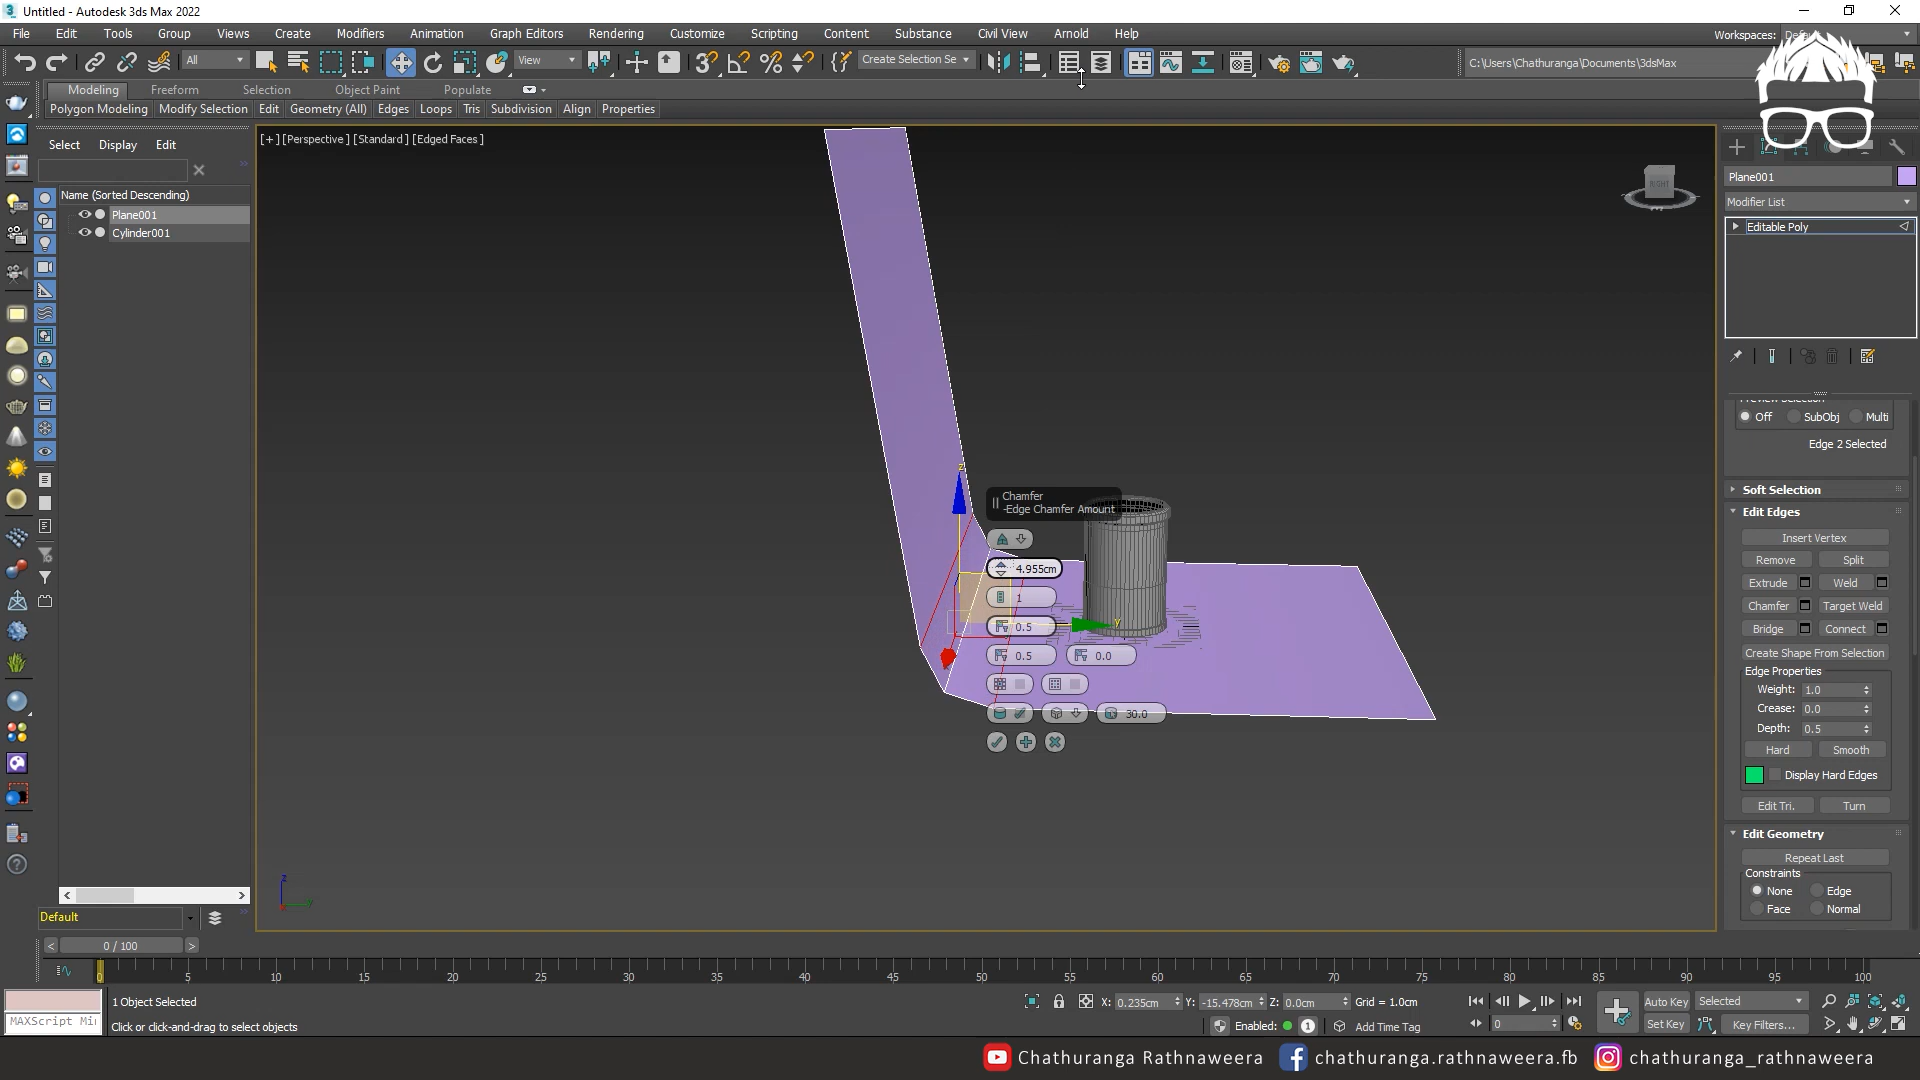 Untitled - Autodesk 3ds Max 2022
File Edit Tools Group Views Create Modifiers Animation Graph Editors Rendering Customize Scripting Content Substance Civil View Arnold Help
Workspaces:
All View Create Selection Se C:\Users\Chathuranga\Documents\3dsMax
Modeling Freeform Selection Object Paint Populate
Polygon Modeling Modify Selection Edit Geometry (All) Edges Loops Tris Subdivision Align Properties
Select Display Edit
[+] [Perspective] [Standard] [Edged Faces]
RIGHT
Name (Sorted Descending)
Plane001
Cylinder001
Plane001
Modifier List
Editable Poly
Off SubObj Multi
Edge 2 Selected
Soft Selection
Edit Edges
Insert Vertex
Remove Split
Extrude Weld
Chamfer Target Weld
Bridge Connect
Create Shape From Selection
Edge Properties
Weight: 1.0
Crease: 0.0
Depth: 0.5
Hard Smooth
Display Hard Edges
Edit Tri. Turn
Edit Geometry
Repeat Last
Constraints
None Edge
Face Normal
z
Chamfer
-Edge Chamfer Amount
4.955cm
1
0.5
y
0.5 0.0
30.0
z
Default
0 / 100
0 5 10 15 20 25 30 35 40 45 50 55 60 65 70 75 80 85 90 95 100
1 Object Selected
X: 0.235cm Y: -15.478cm Z: 0.0cm Grid = 1.0cm
Auto Key Selected
MAXScript Mi
Click or click-and-drag to select objects
Enabled: 1 Add Time Tag
0
Set Key Key Filters...
Chathuranga Rathnaweera chathuranga.rathnaweera.fb chathuranga_rathnaweera